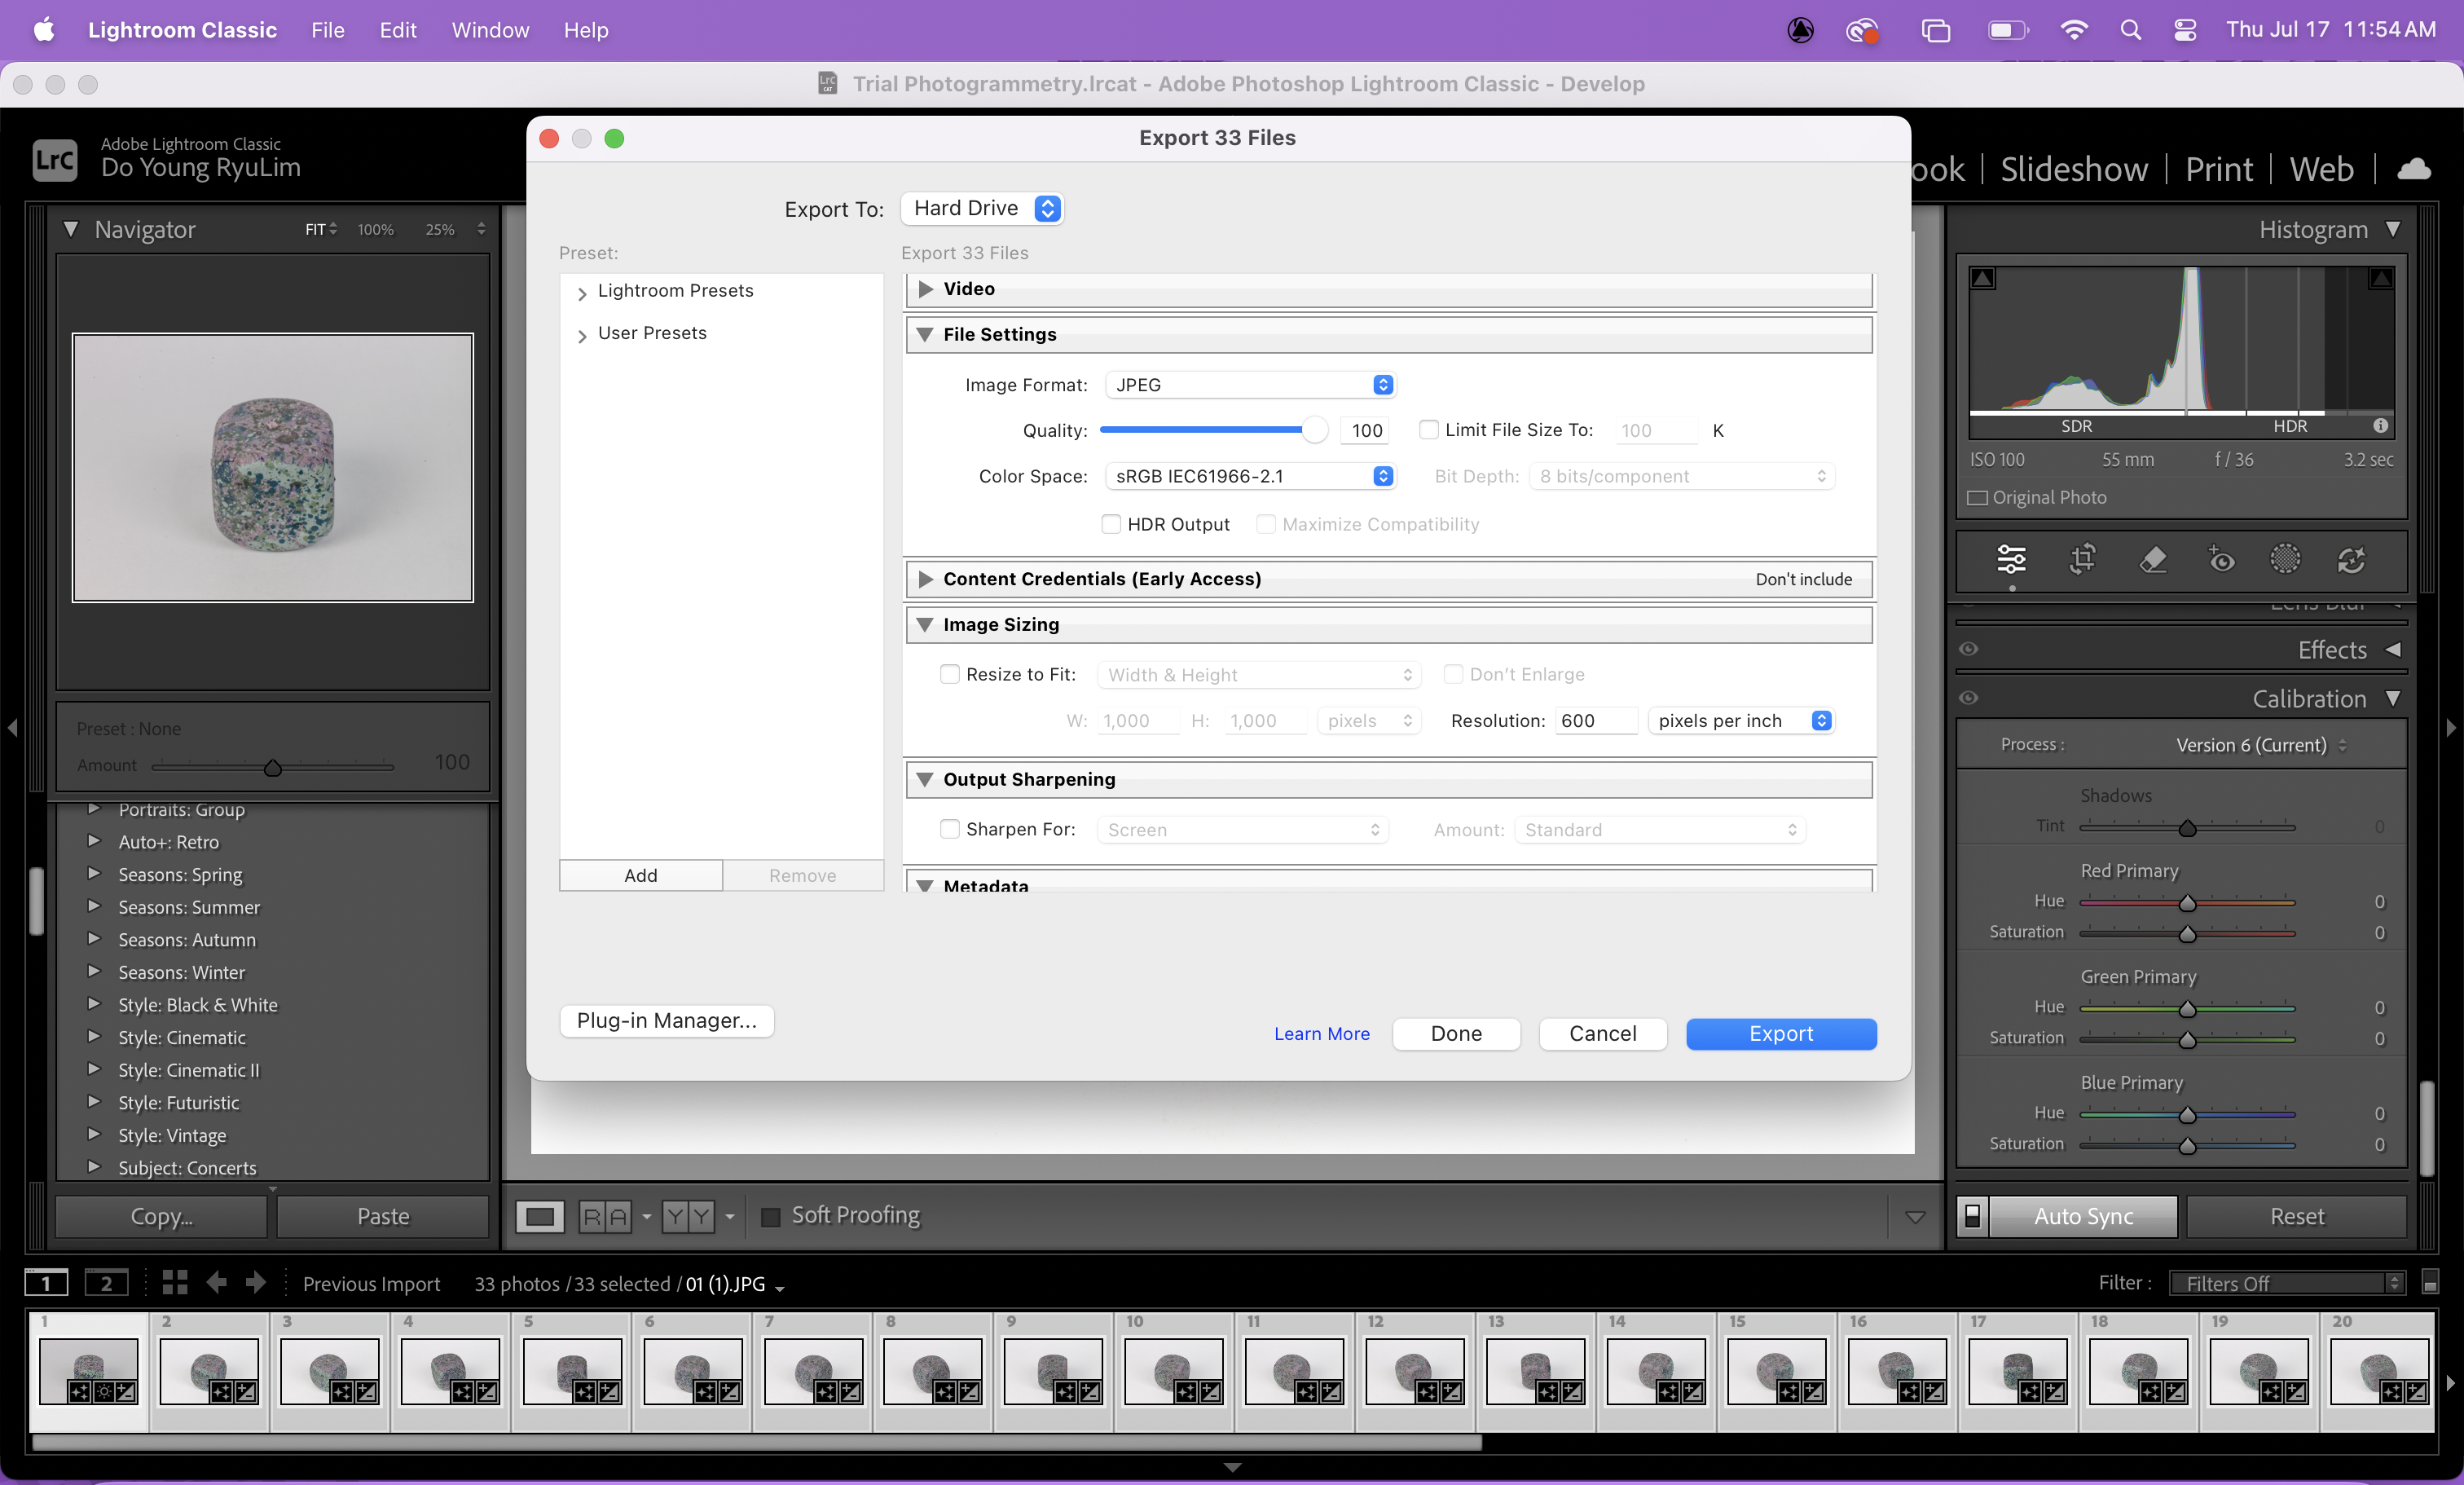 Lightroom Classic File Edit Window Help Thu Jul 17 11:54 AM
LrC CAT Trial Photogrammetry.lrcat - Adobe Photoshop Lightroom Classic - Develop
LrC
Adobe Lightroom Classic
Do Young RyuLim
ook | Slideshow | Print | Web |
Export 33 Files
Export To: Hard Drive
Preset:
Export 33 Files
Lightroom Presets
User Presets
Add Remove
Video
File Settings
Image Format: JPEG
Quality: 100 Limit File Size To: 100 K
Color Space: sRGB IEC61966-2.1 Bit Depth: 8 bits/component
HDR Output Maximize Compatibility
Content Credentials (Early Access) Don't include
Image Sizing
Resize to Fit: Width & Height Don't Enlarge
W: 1,000 H: 1,000 pixels Resolution: 600 pixels per inch
Output Sharpening
Sharpen For: Screen Amount: Standard
Metadata
Plug-in Manager... Learn More Done Cancel Export
Navigator FIT 100% 25%
Preset : None
Amount 100
Portraits: Group
Auto+: Retro
Seasons: Spring
Seasons: Summer
Seasons: Autumn
Seasons: Winter
Style: Black & White
Style: Cinematic
Style: Cinematic II
Style: Futuristic
Style: Vintage
Subject: Concerts
Copy... Paste
R A Y Y Soft Proofing
Histogram
SDR HDR
ISO 100 55 mm f / 36 3.2 sec
Original Photo
Lens Blur
Effects
Calibration
Process : Version 6 (Current)
Shadows
Tint 0
Red Primary
Hue 0
Saturation 0
Green Primary
Hue 0
Saturation 0
Blue Primary
Hue 0
Saturation 0
Auto Sync Reset
1 2 Previous Import 33 photos / 33 selected / 01 (1).JPG Filter : Filters Off
1 2 3 4 5 6 7 8 9 10 11 12 13 14 15 16 17 18 19 20